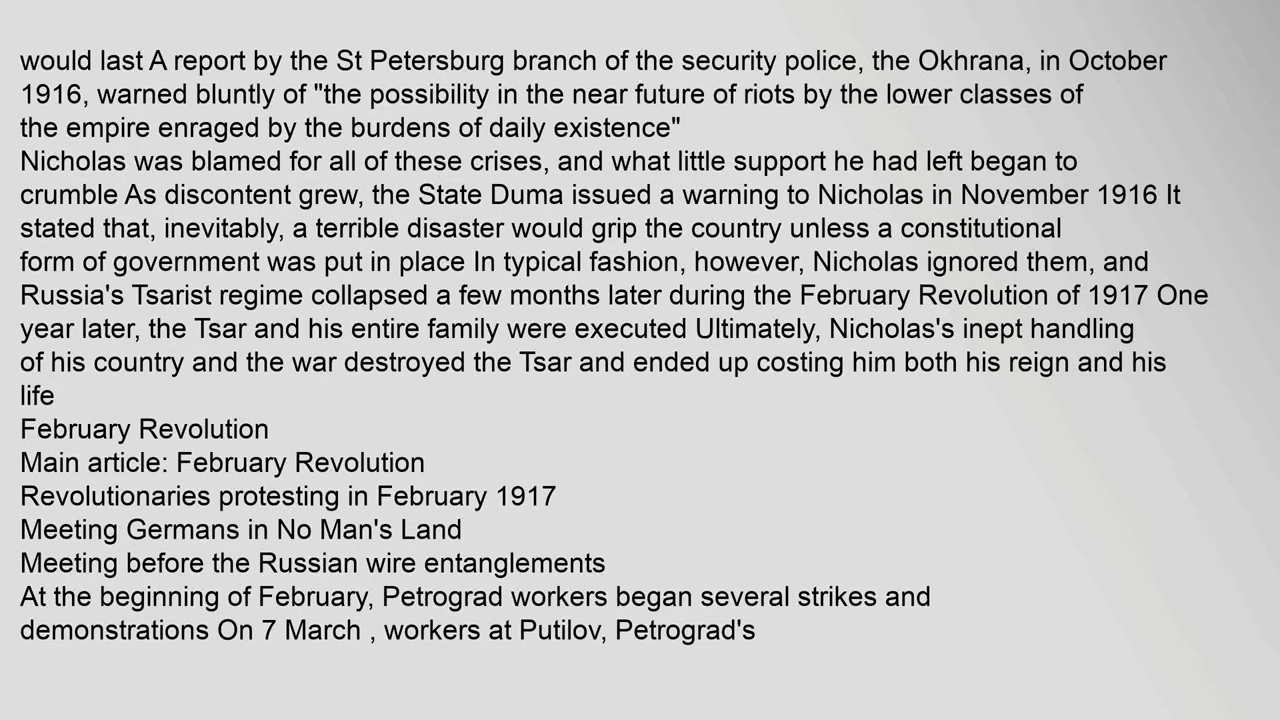 would last A report by the St Petersburg branch of the security police, the Okhrana, in October
1916, warned bluntly of "the possibility in the near future of riots by the lower classes of
the empire enraged by the burdens of daily existence"
Nicholas was blamed for all of these crises, and what little support he had left began to
crumble As discontent grew, the State Duma issued a warning to Nicholas in November 1916 It
stated that, inevitably, a terrible disaster would grip the country unless a constitutional
form of government was put in place In typical fashion, however, Nicholas ignored them, and
Russia's Tsarist regime collapsed a few months later during the February Revolution of 1917 One
year later, the Tsar and his entire family were executed Ultimately, Nicholas's inept handling
of his country and the war destroyed the Tsar and ended up costing him both his reign and his
life
February Revolution
Main article: February Revolution
Revolutionaries protesting in February 1917
Meeting Germans in No Man's Land
Meeting before the Russian wire entanglements
At the beginning of February, Petrograd workers began several strikes and
demonstrations On 7 March , workers at Putilov, Petrograd's